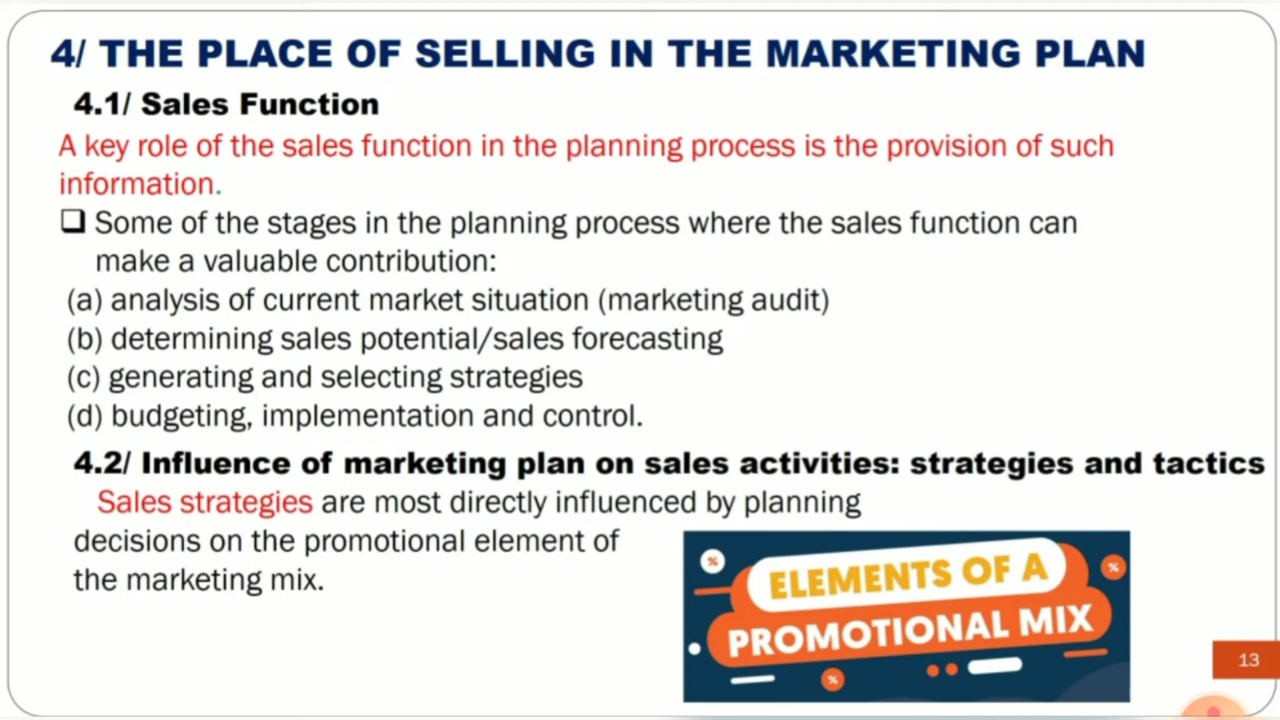 4/ THE PLACE OF SELLING IN THE MARKETING PLAN
4.1/ Sales Function
A key role of the sales function in the planning process is the provision of such
information.
Some of the stages in the planning process where the sales function can
make a valuable contribution:
(a) analysis of current market situation (marketing audit)
(b) determining sales potential/sales forecasting
(c) generating and selecting strategies
(d) budgeting, implementation and control.
4.2/ Influence of marketing plan on sales activities: strategies and tactics
Sales strategies are most directly influenced by planning
decisions on the promotional element of
the marketing mix.
%
%
ELEMENTS OF A
PROMOTIONAL MIX
%
13